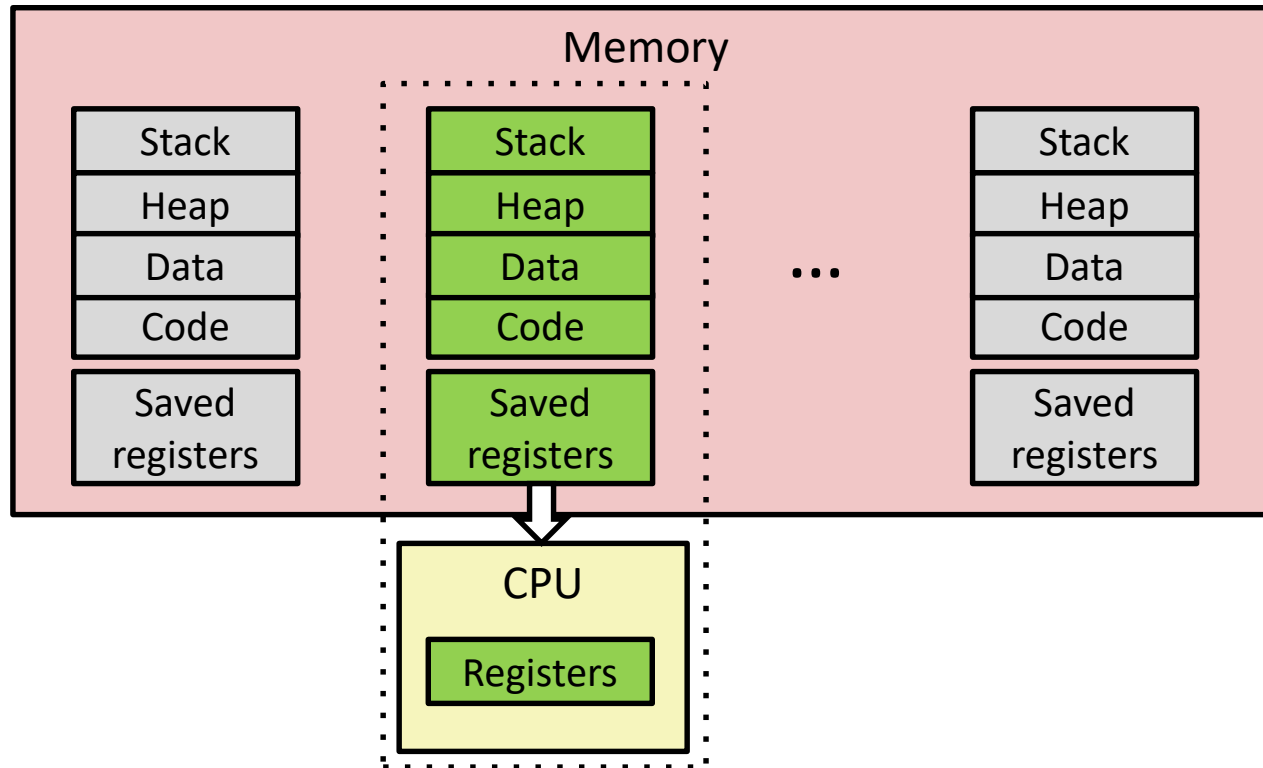 Memory
Stack
Heap
Data
Code
Saved
registers
Stack
Heap
Data
Code
Saved
registers
...
Stack
Heap
Data
Code
Saved
registers
CPU
Registers